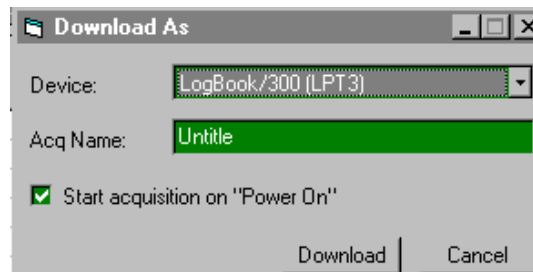 Download As
Device: LogBook/300 (LPT3)
Acq Name: Untitle
Start acquisition on "Power On"
Download Cancel